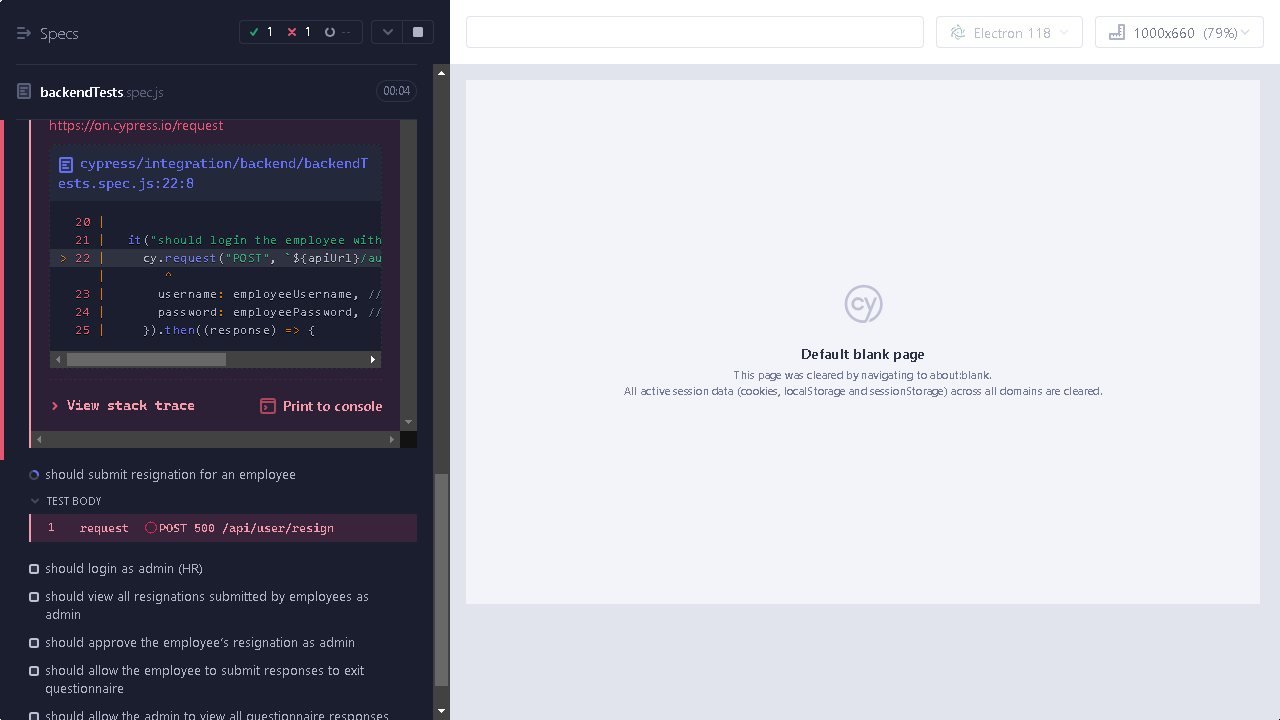 Specs
1 1 --
Electron 118
1000x660 (79%)
backendTests spec.js
00:04
https://on.cypress.io/request
cypress/integration/backend/backendT
ests.spec.js:22:8
20 |
21 | it("should login the employee with
> 22 | cy.request("POST", `${apiUrl}/au
| ^
23 | username: employeeUsername, //
24 | password: employeePassword, //
25 | }).then((response) => {
View stack trace
Print to console
should submit resignation for an employee
TEST BODY
1 request POST 500 /api/user/resign
should login as admin (HR)
should view all resignations submitted by employees as
admin
should approve the employee's resignation as admin
should allow the employee to submit responses to exit
questionnaire
should allow the admin to view all questionnaire responses
cy
Default blank page
This page was cleared by navigating to about:blank.
All active session data (cookies, localStorage and sessionStorage) across all domains are cleared.